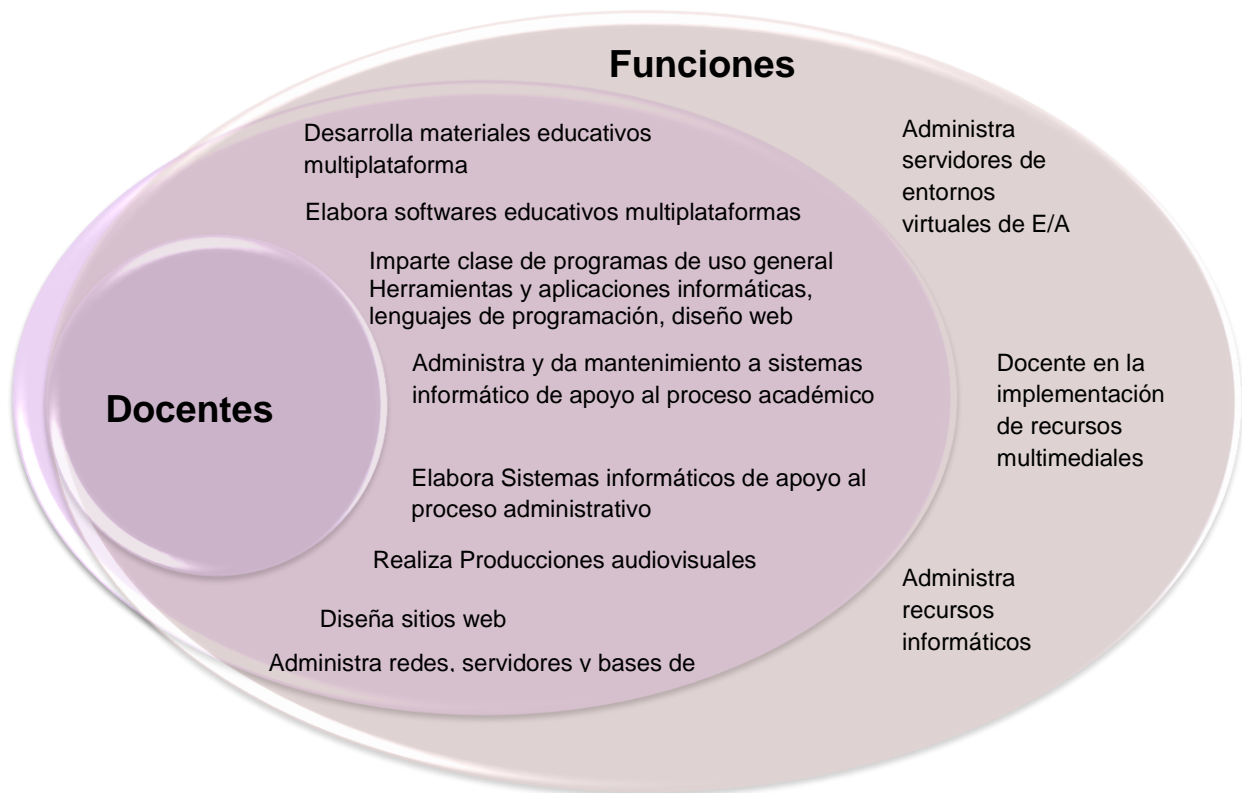 Funciones
Desarrolla materiales educativos
multiplataforma
Elabora softwares educativos multiplataformas
Imparte clase de programas de uso general
Herramientas y aplicaciones informáticas,
lenguajes de programación, diseño web
Administra y da mantenimiento a sistemas
informático de apoyo al proceso académico
Elabora Sistemas informáticos de apoyo al
proceso administrativo
Realiza Producciones audiovisuales
Diseña sitios web
Administra redes, servidores y bases de
Docentes
Administra
servidores de
entornos
virtuales de E/A
Docente en la
implementación
de recursos
multimediales
Administra
recursos
informáticos